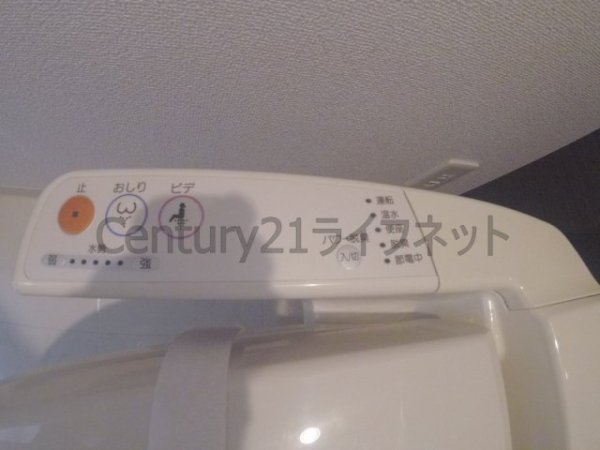 止 おしり ビデ
水勢
弱 強
パワー脱臭
入/切
運転
温水
便座
脱臭
節電中
Century21ライフネット